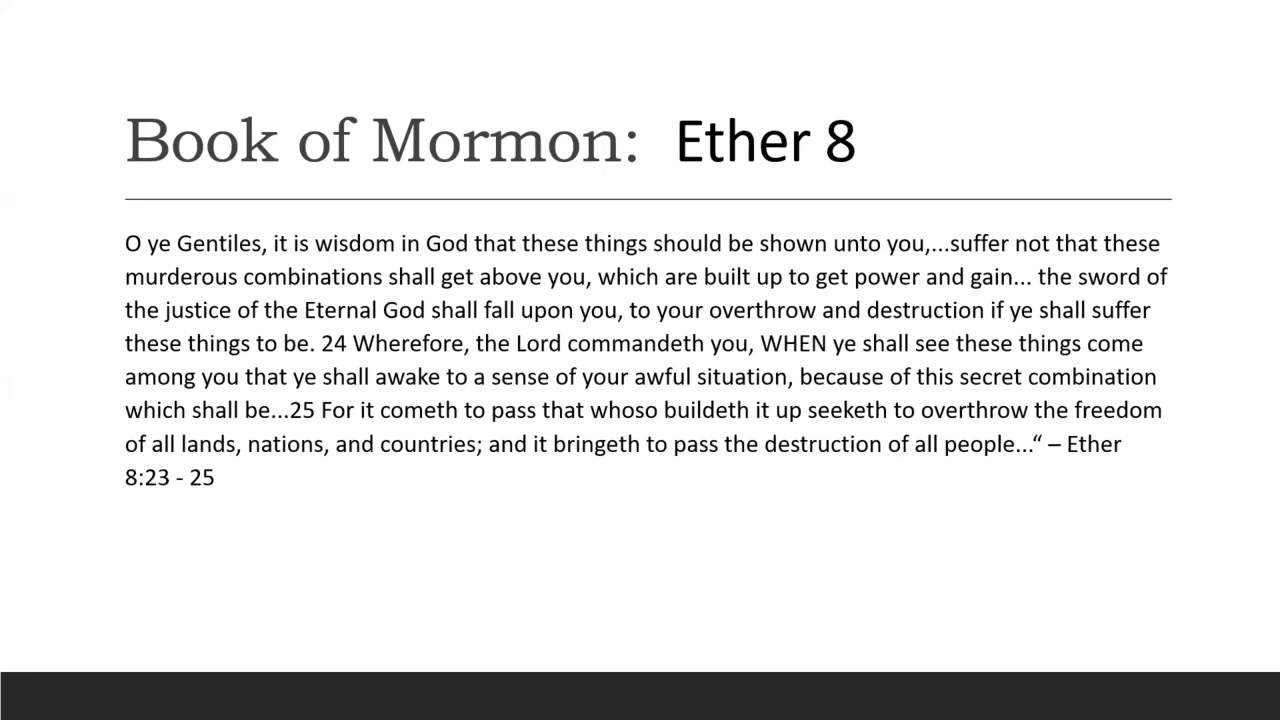 Book of Mormon: Ether 8
O ye Gentiles, it is wisdom in God that these things should be shown unto you,...suffer not that these
murderous combinations shall get above you, which are built up to get power and gain... the sword of
the justice of the Eternal God shall fall upon you, to your overthrow and destruction if ye shall suffer
these things to be. 24 Wherefore, the Lord commandeth you, WHEN ye shall see these things come
among you that ye shall awake to a sense of your awful situation, because of this secret combination
which shall be...25 For it cometh to pass that whoso buildeth it up seeketh to overthrow the freedom
of all lands, nations, and countries; and it bringeth to pass the destruction of all people...“ – Ether
8:23 - 25